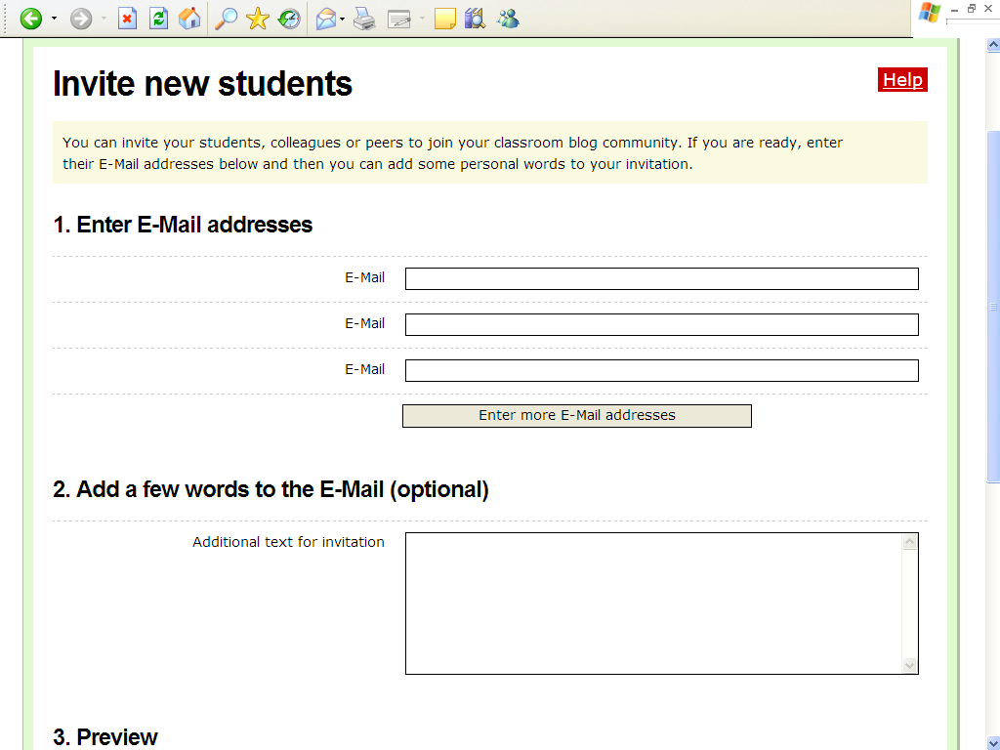 Invite new students
Help
You can invite your students, colleagues or peers to join your classroom blog community. If you are ready, enter
their E-Mail addresses below and then you can add some personal words to your invitation.
1. Enter E-Mail addresses
E-Mail
E-Mail
E-Mail
Enter more E-Mail addresses
2. Add a few words to the E-Mail (optional)
Additional text for invitation
3. Preview